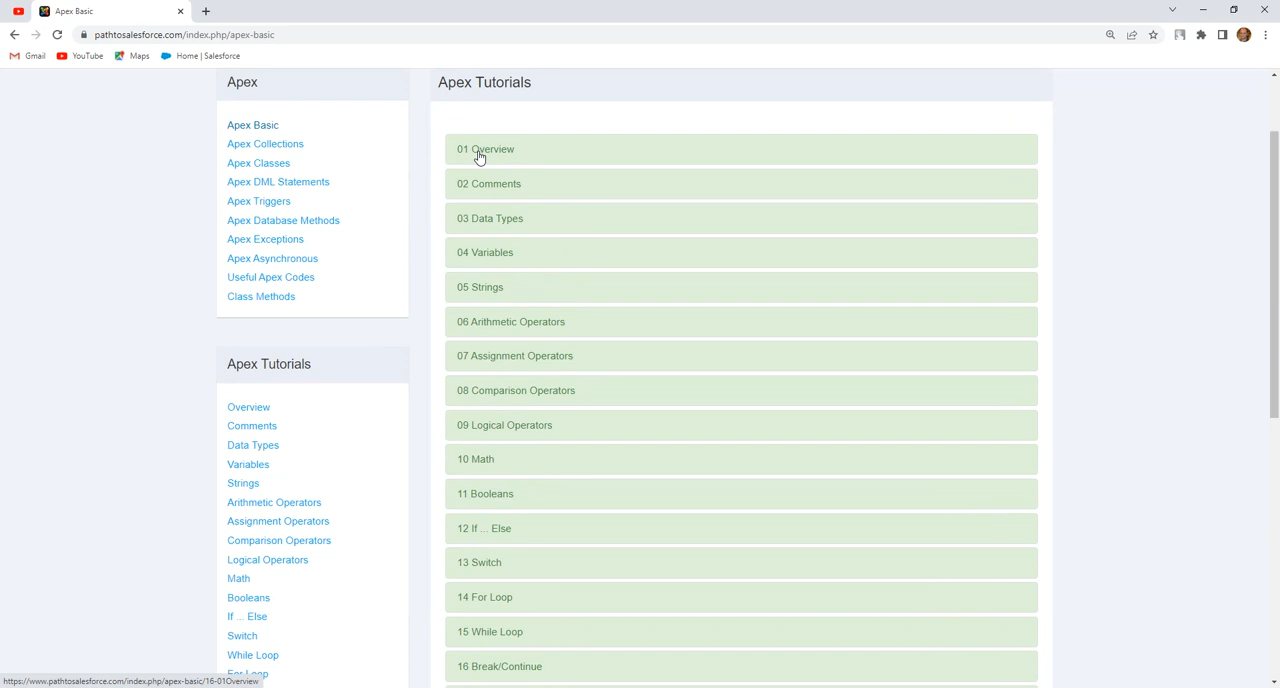 Apex Basic
pathtosalesforce.com/index.php/apex-basic
Gmail
YouTube
Maps
Home | Salesforce
Apex
Apex Basic
Apex Collections
Apex Classes
Apex DML Statements
Apex Triggers
Apex Database Methods
Apex Exceptions
Apex Asynchronous
Useful Apex Codes
Class Methods
Apex Tutorials
Overview
Comments
Data Types
Variables
Strings
Arithmetic Operators
Assignment Operators
Comparison Operators
Logical Operators
Math
Booleans
If ... Else
Switch
While Loop
For Loop
Apex Tutorials
01 Overview
02 Comments
03 Data Types
04 Variables
05 Strings
06 Arithmetic Operators
07 Assignment Operators
08 Comparison Operators
09 Logical Operators
10 Math
11 Booleans
12 If ... Else
13 Switch
14 For Loop
15 While Loop
16 Break/Continue
https://www.pathtosalesforce.com/index.php/apex-basic/16-01Overview